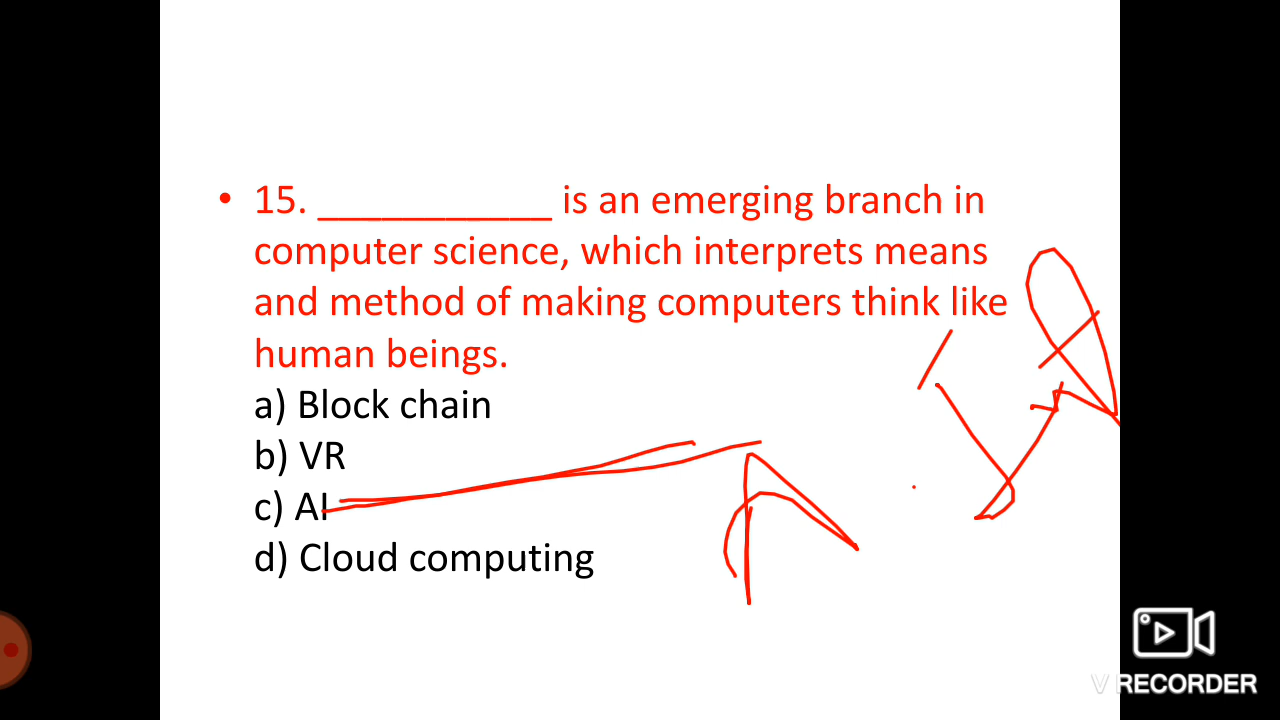 • 15. ___________ is an emerging branch in
computer science, which interprets means
and method of making computers think like
human beings.
a) Block chain
b) VR
c) AI
d) Cloud computing
V RECORDER